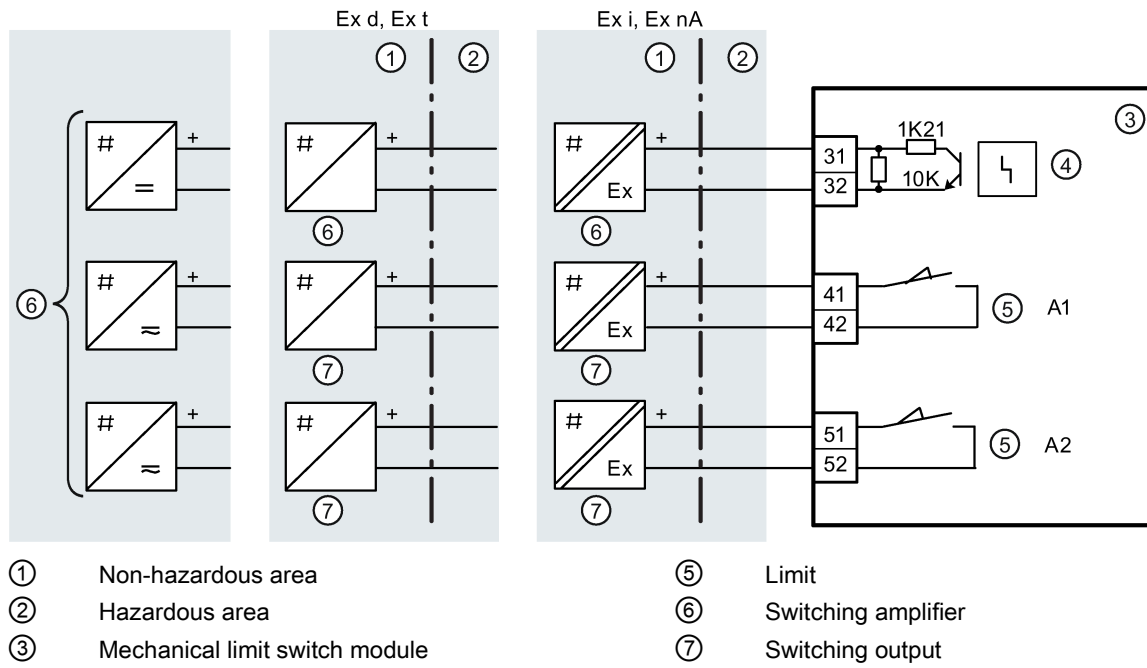 Ex d, Ex t
Ex i, Ex nA
① ② ① ②
③
# = +
# +
# Ex +
31 32
1K21
10K
④
⑥ ⑥
⑥
# ≂ +
# +
# Ex +
41 42
⑤ A1
⑦ ⑦
# ≂ +
# +
# Ex +
51 52
⑤ A2
⑦ ⑦
① Non-hazardous area
② Hazardous area
③ Mechanical limit switch module
⑤ Limit
⑥ Switching amplifier
⑦ Switching output